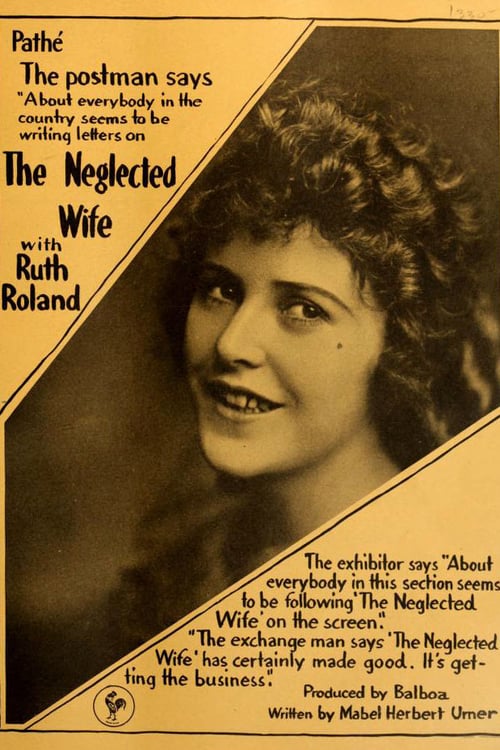 1330
Pathé
The postman says
"About everybody in the
country seems to be
writing letters on
The Neglected
Wife
with
Ruth
Roland
The exhibitor says "About
everybody in this section seems
to be following 'The Neglected
Wife' on the screen".
"The exchange man says 'The Neglected
Wife' has certainly made good. It's get-
ting the business".
Produced by Balboa
Written by Mabel Herbert Urner